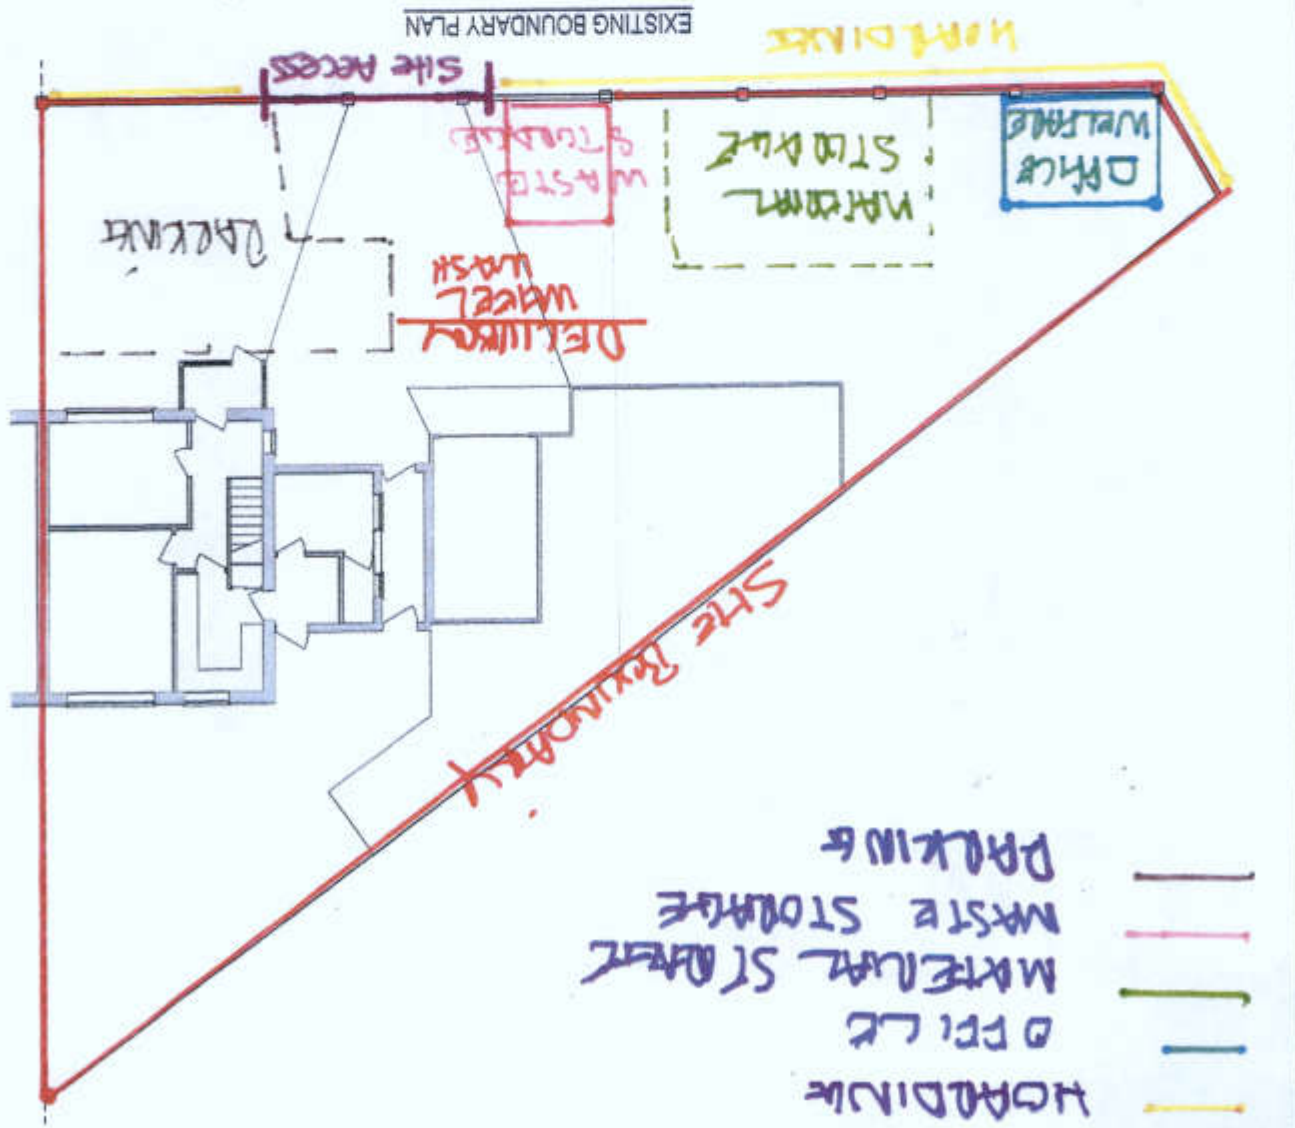 HOARDING
OFFICE
MATERIAL STORAGE
WASTE STORAGE
PARKING
SITE BOUNDARY
DELIVERY
WHEEL
WASH
PARKING
OFFICE
WELFARE
MATERIAL
STORAGE
WASTE
STORAGE
SITE ACCESS
HOARDING
EXISTING BOUNDARY PLAN